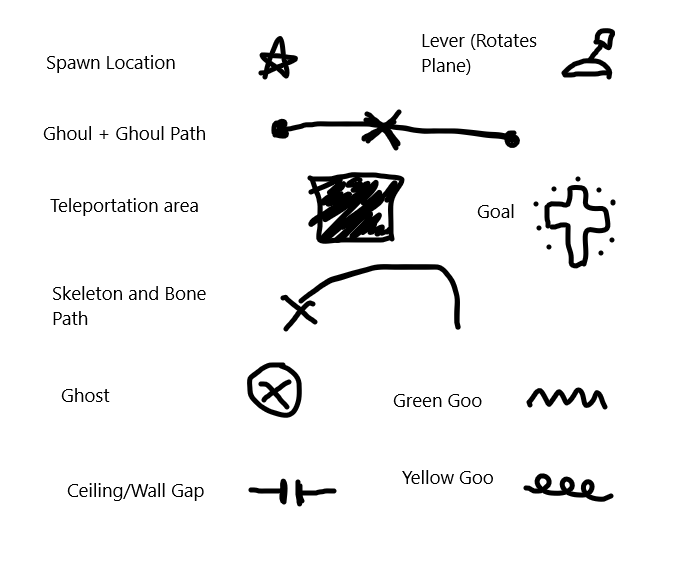 Spawn Location
Lever (Rotates
Plane)
Ghoul + Ghoul Path
Teleportation area
Goal
Skeleton and Bone
Path
Ghost
Green Goo
Ceiling/Wall Gap
Yellow Goo